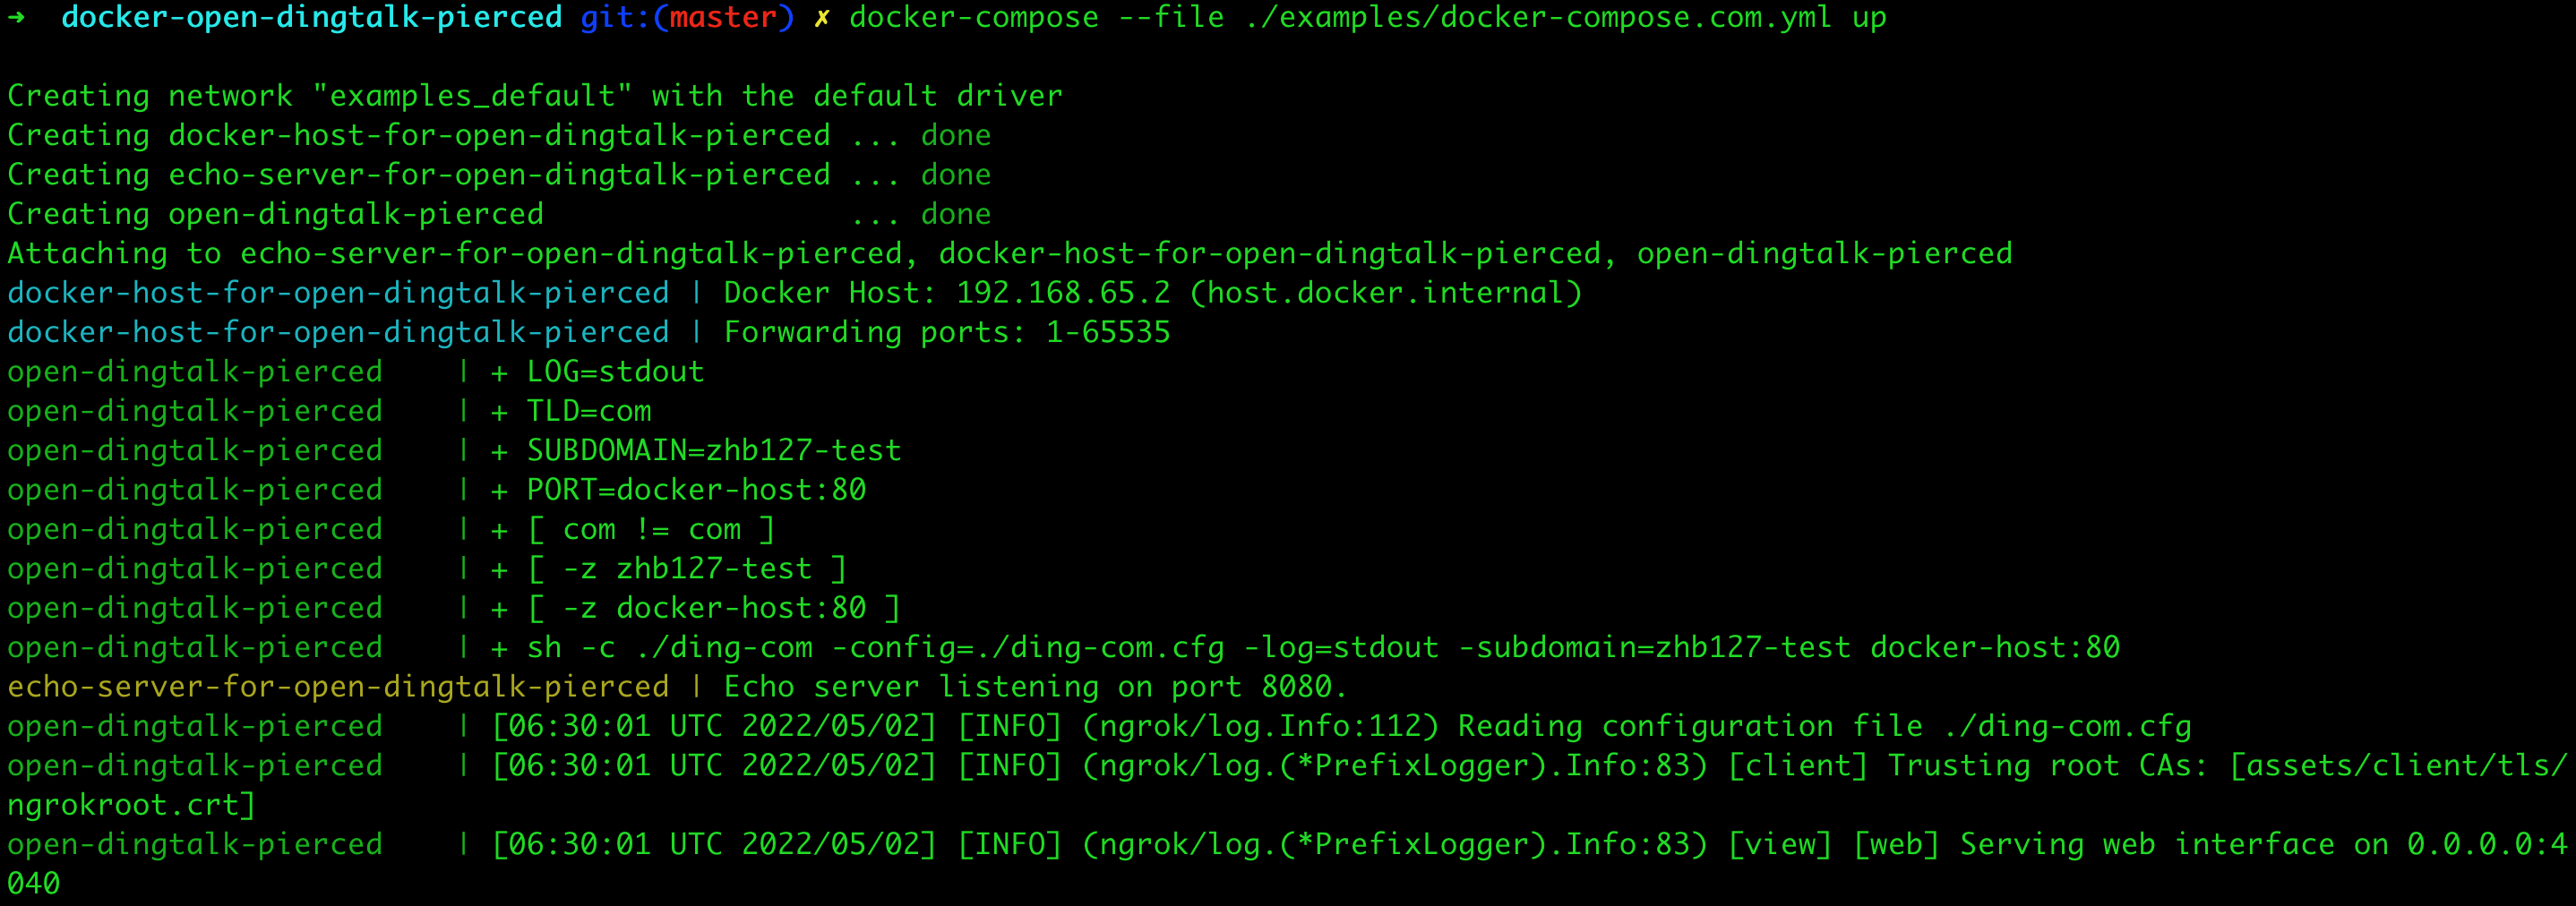 ➜  docker-open-dingtalk-pierced git:(master) ✗ docker-compose --file ./examples/docker-compose.com.yml up
Creating network "examples_default" with the default driver
Creating docker-host-for-open-dingtalk-pierced ... done
Creating echo-server-for-open-dingtalk-pierced ... done
Creating open-dingtalk-pierced                 ... done
Attaching to echo-server-for-open-dingtalk-pierced, docker-host-for-open-dingtalk-pierced, open-dingtalk-pierced
docker-host-for-open-dingtalk-pierced | Docker Host: 192.168.65.2 (host.docker.internal)
docker-host-for-open-dingtalk-pierced | Forwarding ports: 1-65535
open-dingtalk-pierced    | + LOG=stdout
open-dingtalk-pierced    | + TLD=com
open-dingtalk-pierced    | + SUBDOMAIN=zhb127-test
open-dingtalk-pierced    | + PORT=docker-host:80
open-dingtalk-pierced    | + [ com != com ]
open-dingtalk-pierced    | + [ -z zhb127-test ]
open-dingtalk-pierced    | + [ -z docker-host:80 ]
open-dingtalk-pierced    | + sh -c ./ding-com -config=./ding-com.cfg -log=stdout -subdomain=zhb127-test docker-host:80
echo-server-for-open-dingtalk-pierced | Echo server listening on port 8080.
open-dingtalk-pierced    | [06:30:01 UTC 2022/05/02] [INFO] (ngrok/log.Info:112) Reading configuration file ./ding-com.cfg
open-dingtalk-pierced    | [06:30:01 UTC 2022/05/02] [INFO] (ngrok/log.(*PrefixLogger).Info:83) [client] Trusting root CAs: [assets/client/tls/
ngrokroot.crt]
open-dingtalk-pierced    | [06:30:01 UTC 2022/05/02] [INFO] (ngrok/log.(*PrefixLogger).Info:83) [view] [web] Serving web interface on 0.0.0.0:4
040